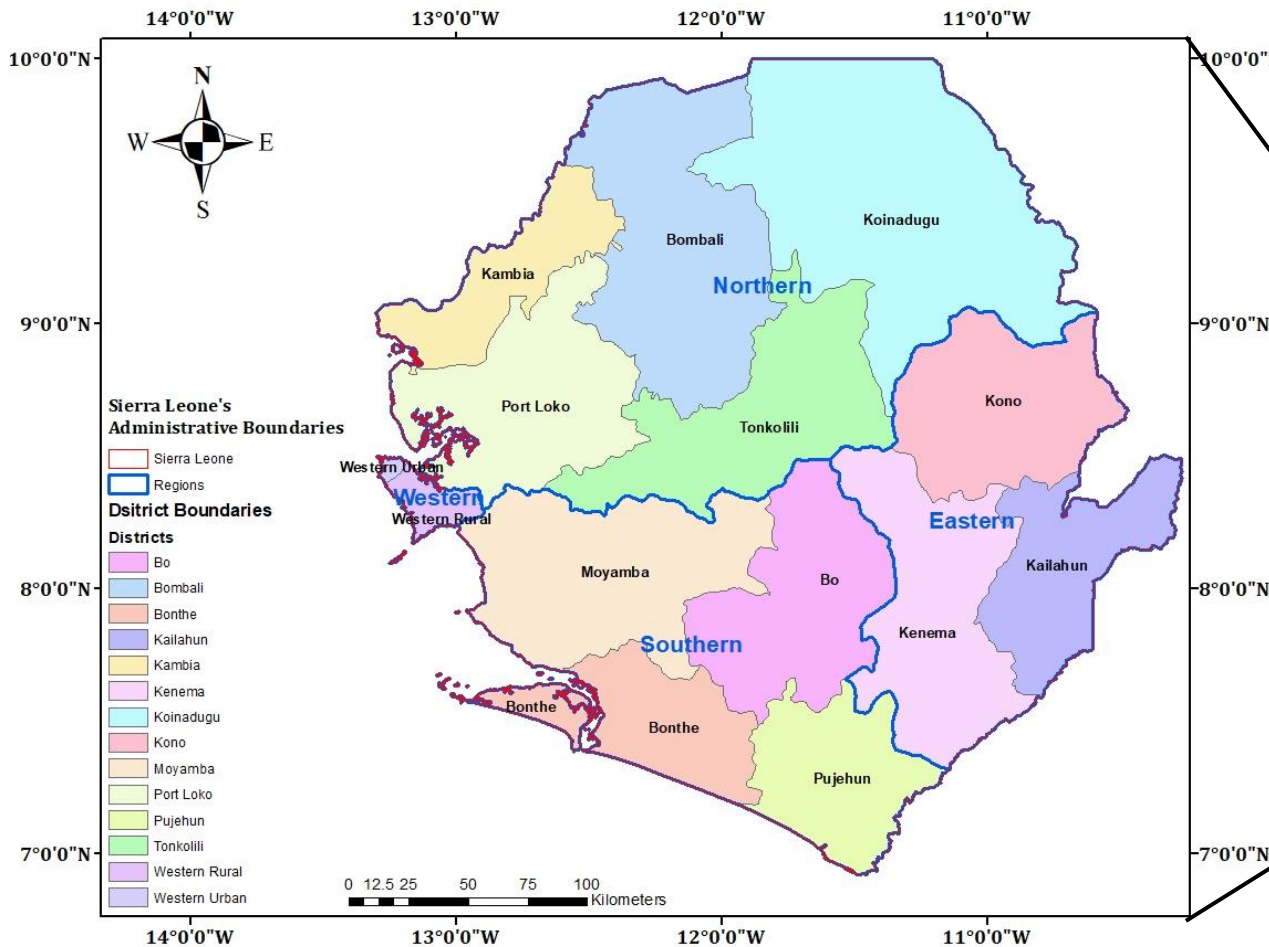 14°0'0"W 13°0'0"W 12°0'0"W 11°0'0"W
10°0'0"N 10°0'0"N
N
W E
S
Koinadugu
Bombali
Kambia
Northern
9°0'0"N 9°0'0"N
Kono
Port Loko
Tonkolili
Sierra Leone's
Administrative Boundaries
Sierra Leone
Regions
Dsitrict Boundaries
Districts
Bo
Bombali
Bonthe
Kailahun
Kambia
Kenema
Koinadugu
Kono
Moyamba
Port Loko
Pujehun
Tonkolili
Western Rural
Western Urban
Western Urban
Western
Western Rural
Eastern
Kailahun
Moyamba
Bo
8°0'0"N 8°0'0"N
Kenema
Southern
Bonthe
Bonthe
Pujehun
7°0'0"N 7°0'0"N
0 12.5 25 50 75 100
Kilometers
14°0'0"W 13°0'0"W 12°0'0"W 11°0'0"W